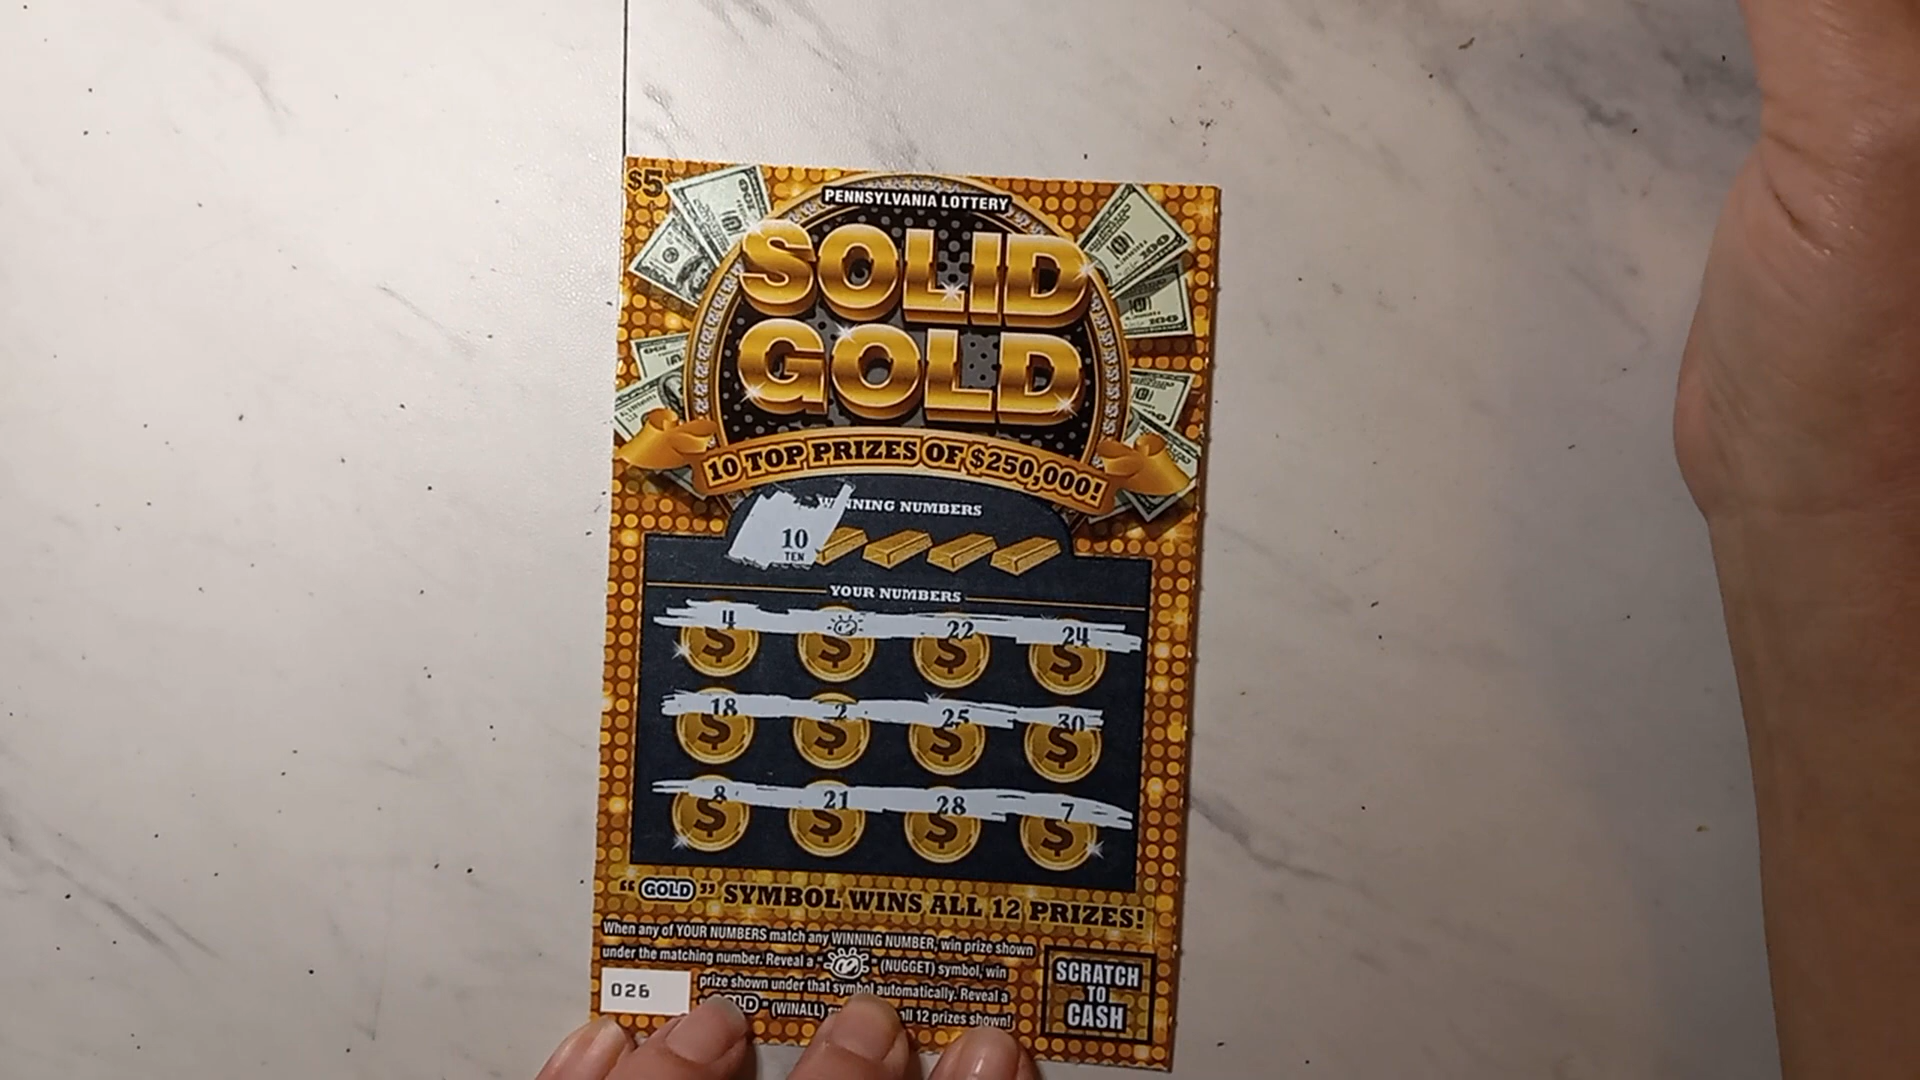 $5
PENNSYLVANIA LOTTERY
SOLID
GOLD
10 TOP PRIZES OF $250,000!
WINNING NUMBERS
10
TEN
YOUR NUMBERS
4 22 24
18 2 25 30
8 21 28 7
"GOLD" SYMBOL WINS ALL 12 PRIZES!
When any of YOUR NUMBERS match any WINNING NUMBER, win prize shown
under the matching number. Reveal a " " (NUGGET) symbol, win
prize shown under that symbol automatically. Reveal a
" (WINALL) all 12 prizes shown!
026
SCRATCH
TO
CASH